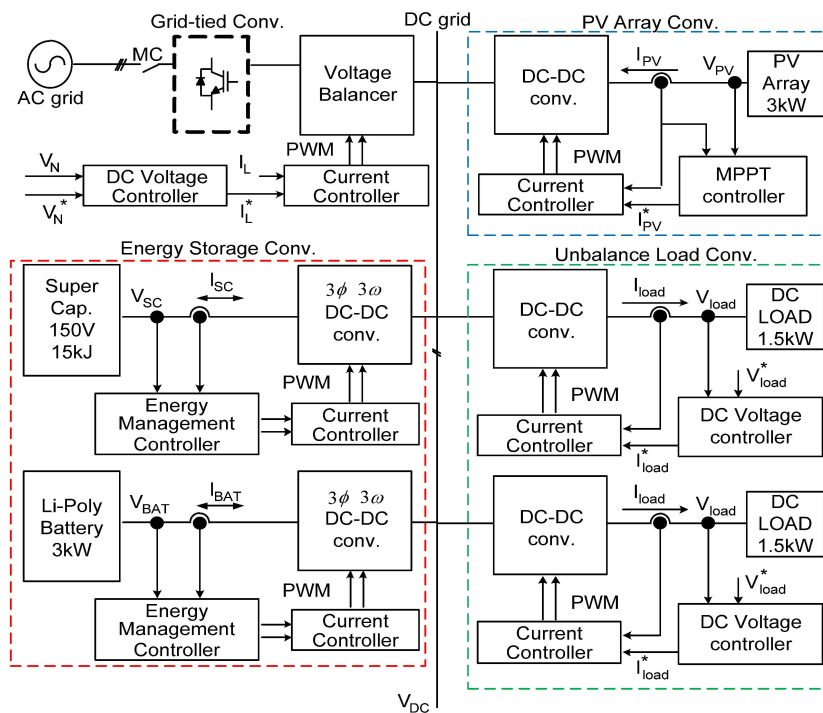 Grid-tied Conv.
DC grid
PV Array Conv.
AC grid
MC
Voltage
Balancer
PWM
V_N
V_N^*
DC Voltage
Controller
I_L
I_L^*
Current
Controller
DC-DC
conv.
I_PV
V_PV
PV
Array
3kW
PWM
Current
Controller
I_PV^*
MPPT
controller
Energy Storage Conv.
Super
Cap.
150V
15kJ
V_SC
I_SC
3ϕ 3ω
DC-DC
conv.
PWM
Energy
Management
Controller
Current
Controller
Li-Poly
Battery
3kW
V_BAT
I_BAT
3ϕ 3ω
DC-DC
conv.
PWM
Energy
Management
Controller
Current
Controller
Unbalance Load Conv.
DC-DC
conv.
I_load
V_load
DC
LOAD
1.5kW
V_load^*
PWM
Current
Controller
I_load^*
DC Voltage
controller
DC-DC
conv.
I_load
V_load
DC
LOAD
1.5kW
V_load^*
PWM
Current
Controller
I_load^*
DC Voltage
controller
V_DC